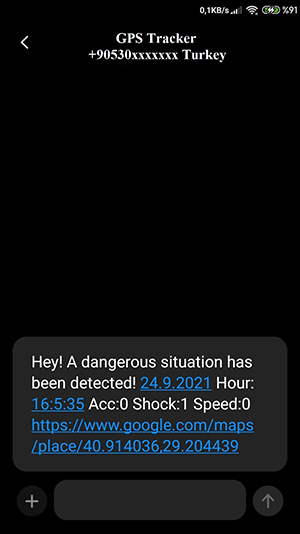 0,1KB/s %91
GPS Tracker
+90530xxxxxxx Turkey
Hey! A dangerous situation has
been detected! 24.9.2021 Hour:
16:5:35 Acc:0 Shock:1 Speed:0
https://www.google.com/maps
/place/40.914036,29.204439